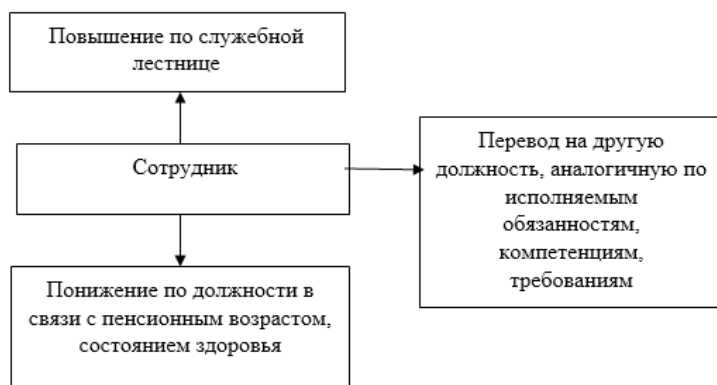 Повышение по служебной
лестнице
Сотрудник
Перевод на другую
должность, аналогичную по
исполняемым
обязанностям,
компетенциям,
требованиям
Понижение по должности в
связи с пенсионным возрастом,
состоянием здоровья